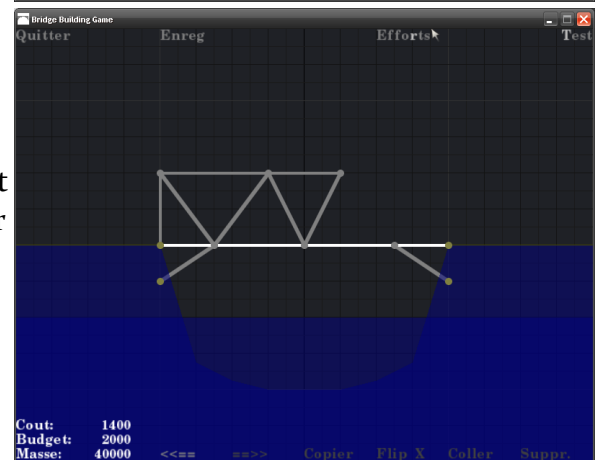 Bridge Building Game
Quitter Enreg Efforts Test
t
r
Cout: 1400
Budget: 2000
Masse: 40000 <<== ==>> Copier Flip X Coller Suppr.